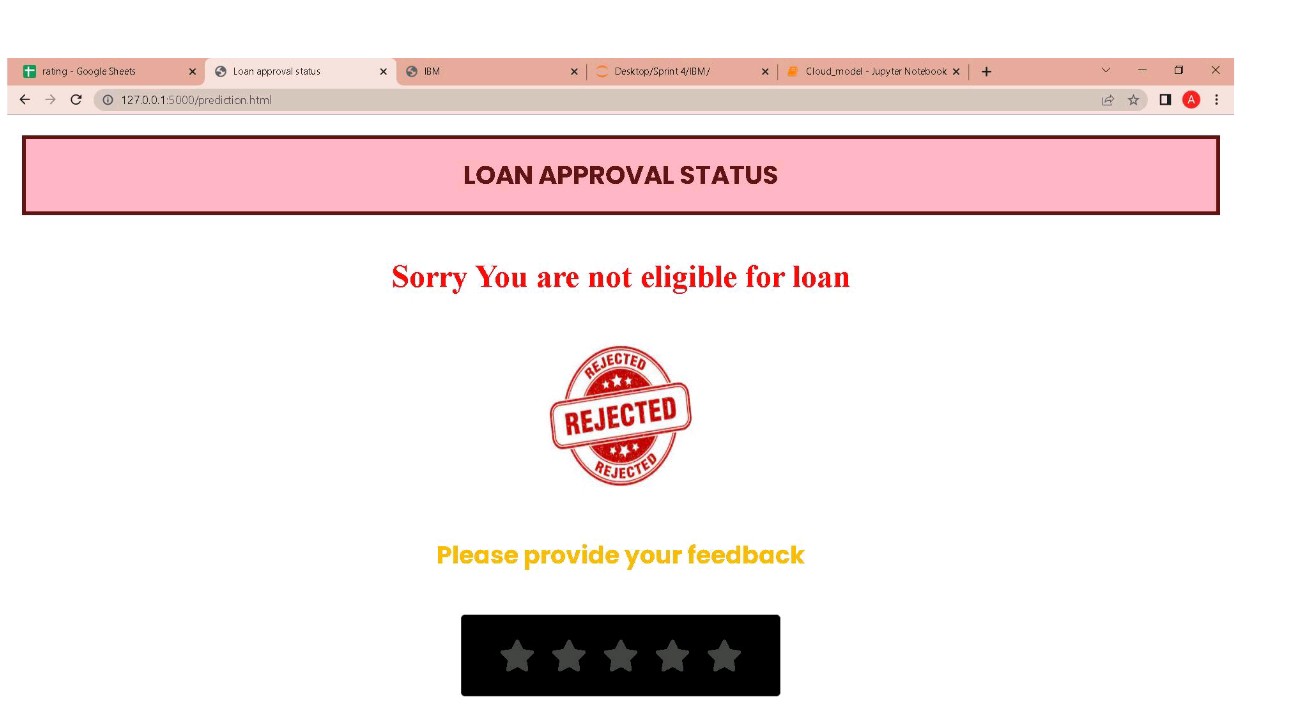 rating - Google Sheets
Loan approval status
IBM
Desktop/Sprint 4/IBM/
Cloud_model - Jupyter Notebook
127.0.0.1:5000/prediction.html
A
LOAN APPROVAL STATUS
Sorry You are not eligible for loan
REJECTED
REJECTED
REJECTED
Please provide your feedback